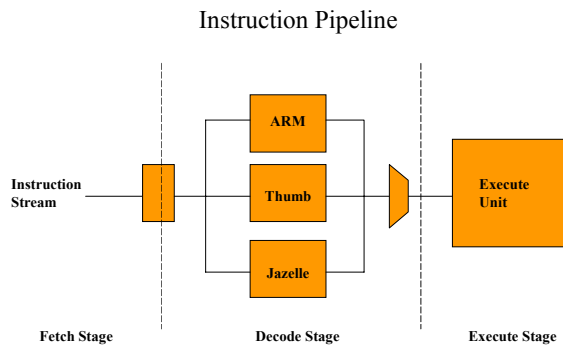 Instruction Pipeline
ARM
Instruction
Stream
Thumb
Execute
Unit
Jazelle
Fetch Stage
Decode Stage
Execute Stage